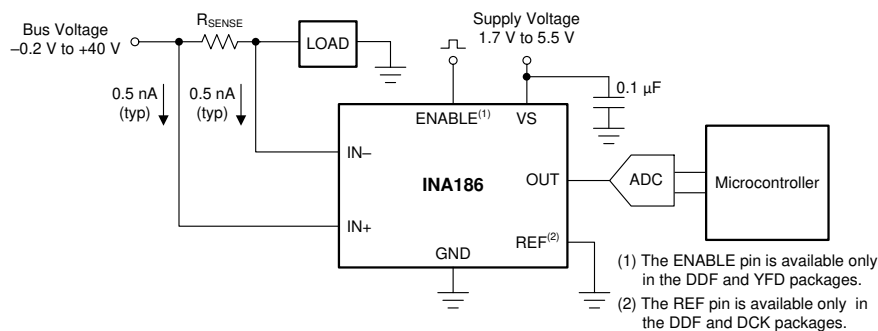 Bus Voltage
–0.2 V to +40 V
RSENSE
LOAD
Supply Voltage
1.7 V to 5.5 V
0.5 nA
(typ)
0.5 nA
(typ)
0.1 µF
ENABLE(1)
VS
IN–
INA186
OUT
ADC
Microcontroller
IN+
REF(2)
GND
(1) The ENABLE pin is available only
in the DDF and YFD packages.
(2) The REF pin is available only in
the DDF and DCK packages.